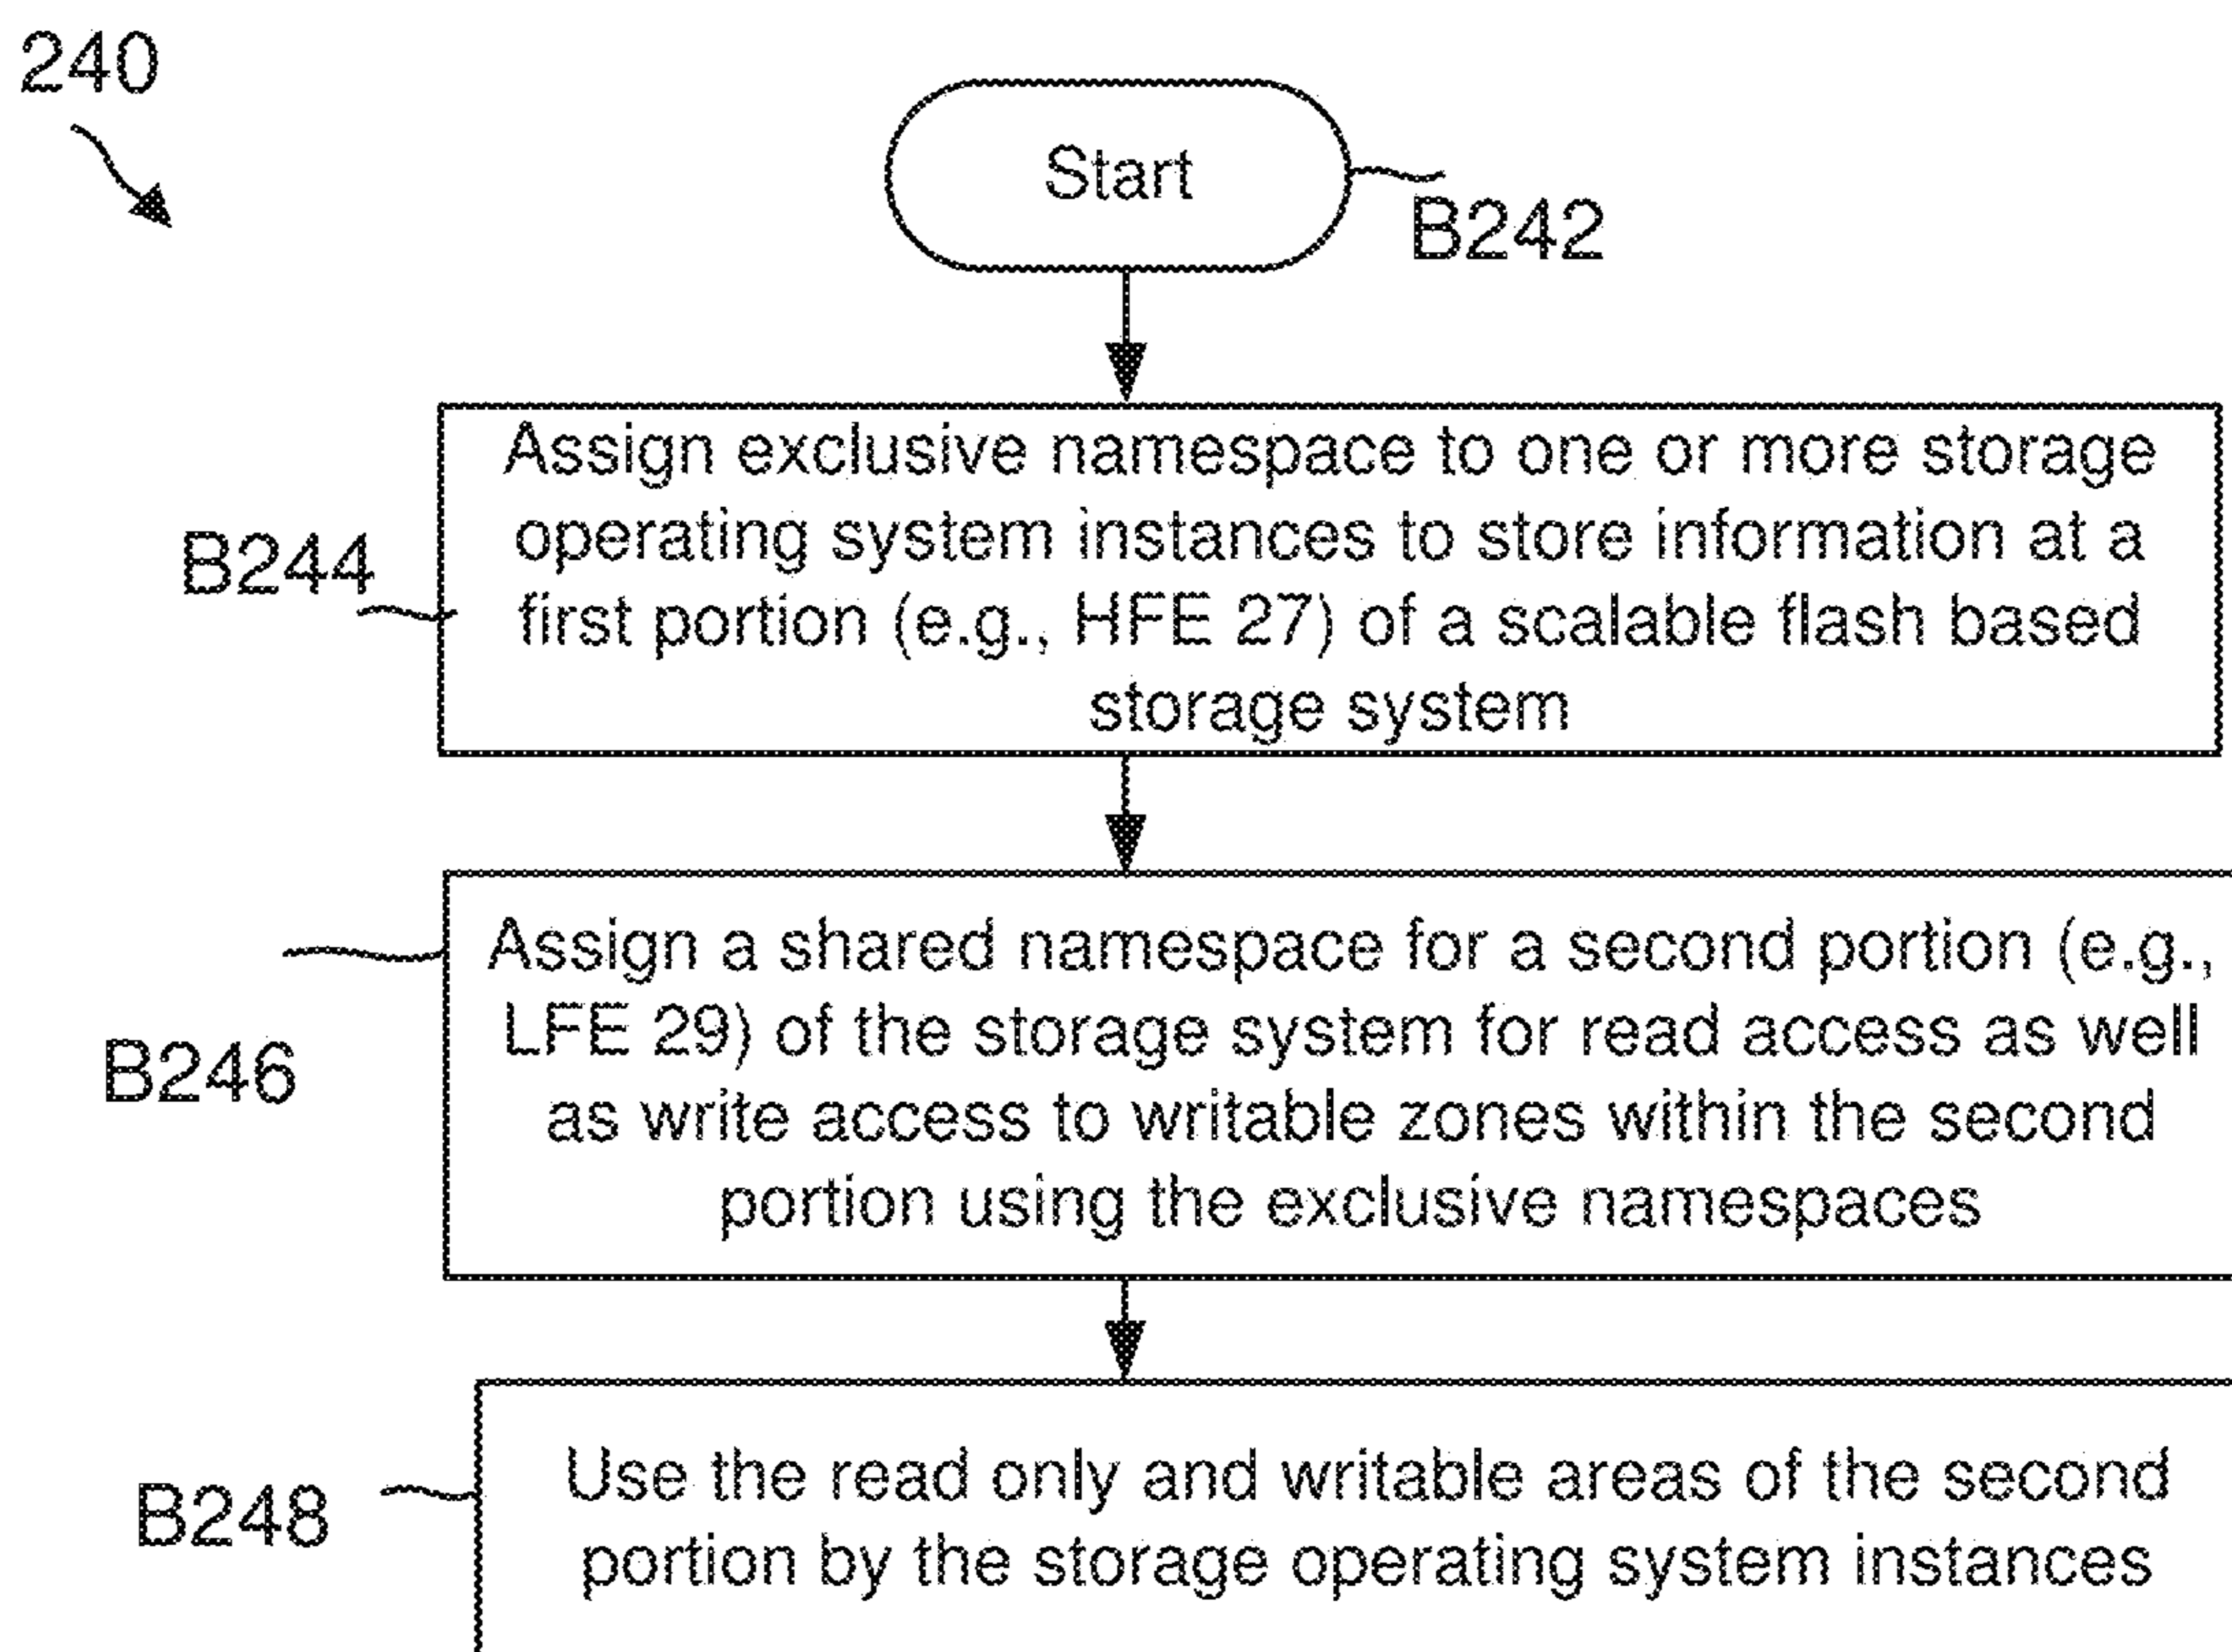 240
Start
B242
Assign exclusive namespace to one or more storage
operating system instances to store information at a
first portion (e.g., HFE 27) of a scalable flash based
storage system
B244
Assign a shared namespace for a second portion (e.g.,
LFE 29) of the storage system for read access as well
as write access to writable zones within the second
portion using the exclusive namespaces
B246
Use the read only and writable areas of the second
portion by the storage operating system instances
B248